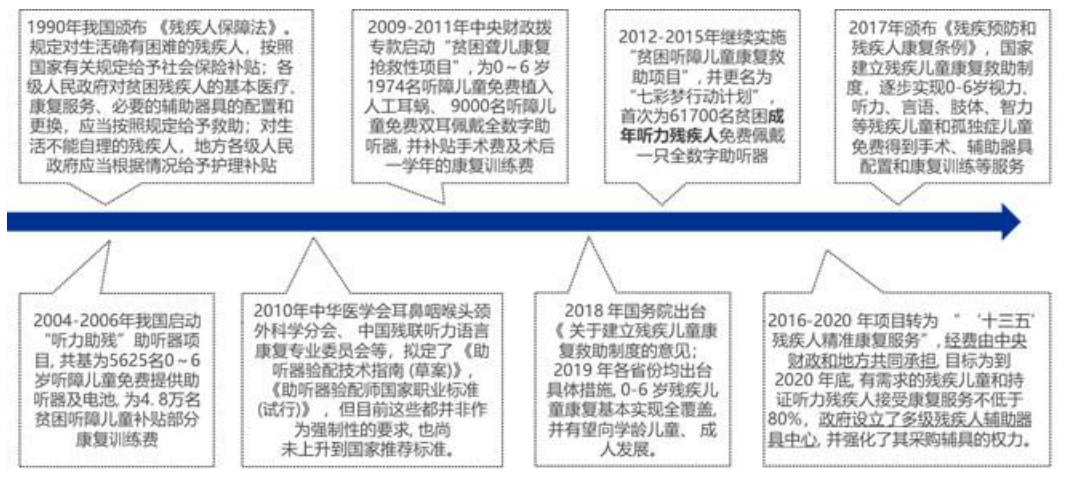 1990年我国颁布 《残疾人保障法》。
规定对生活确有困难的残疾人，按照
国家有关规定给予社会保险补贴；各
级人民政府对贫困残疾人的基本医疗、
康复服务、必要的辅助器具的配置和
更换，应当按照规定给予救助；对生
活不能自理的残疾人，地方各级人民
政府应当根据情况给予护理补贴
2009-2011年中央财政拨
专款启动“贫困聋儿康复
抢救性项目”, 为0～6 岁
1974名听障儿童免费植入
人工耳蜗、 9000名听障儿
童免费双耳佩戴全数字助
听器, 并补贴手术费及术后
一学年的康复训练费
2012-2015年继续实施
“贫困听障儿童康复救
助项目”, 并更名为
“七彩梦行动计划”,
首次为61700名贫困成
年听力残疾人免费佩戴
一只全数字助听器
2017年颁布《残疾预防和
残疾人康复条例》, 国家
建立残疾儿童康复救助制
度，逐步实现0-6岁视力、
听力、言语、肢体、智力
等残疾儿童和孤独症儿童
免费得到手术、辅助器具
配置和康复训练等服务
2004-2006年我国启动
“听力助残”助听器项
目, 共基为5625名0～6
岁听障儿童免费提供助
听器及电池, 为4. 8万名
贫困听障儿童补贴部分
康复训练费
2010年中华医学会耳鼻咽喉头颈
外科学分会、 中国残联听力语言
康复专业委员会等，拟定了 《助
听器验配技术指南 (草案)》,
《助听器验配师国家职业标准
(试行)》 , 但目前这些都并非作
为强制性的要求, 也尚
未上升到国家推荐标准。
2018 年国务院出台
《 关于建立残疾儿童康
复救助制度的意见；
2019 年各省份均出台
具体措施, 0-6 岁残疾儿
童康复基本实现全覆盖,
并有望向学龄儿童、 成
人发展。
2016-2020 年项目转为 “ ‘十三五’
残疾人精准康复服务”, 经费由中央
财政和地方共同承担, 目标为到
2020 年底, 有需求的残疾儿童和持
证听力残疾人接受康复服务不低于
80%，政府设立了多级残疾人辅助器
具中心, 并强化了其采购辅具的权力。